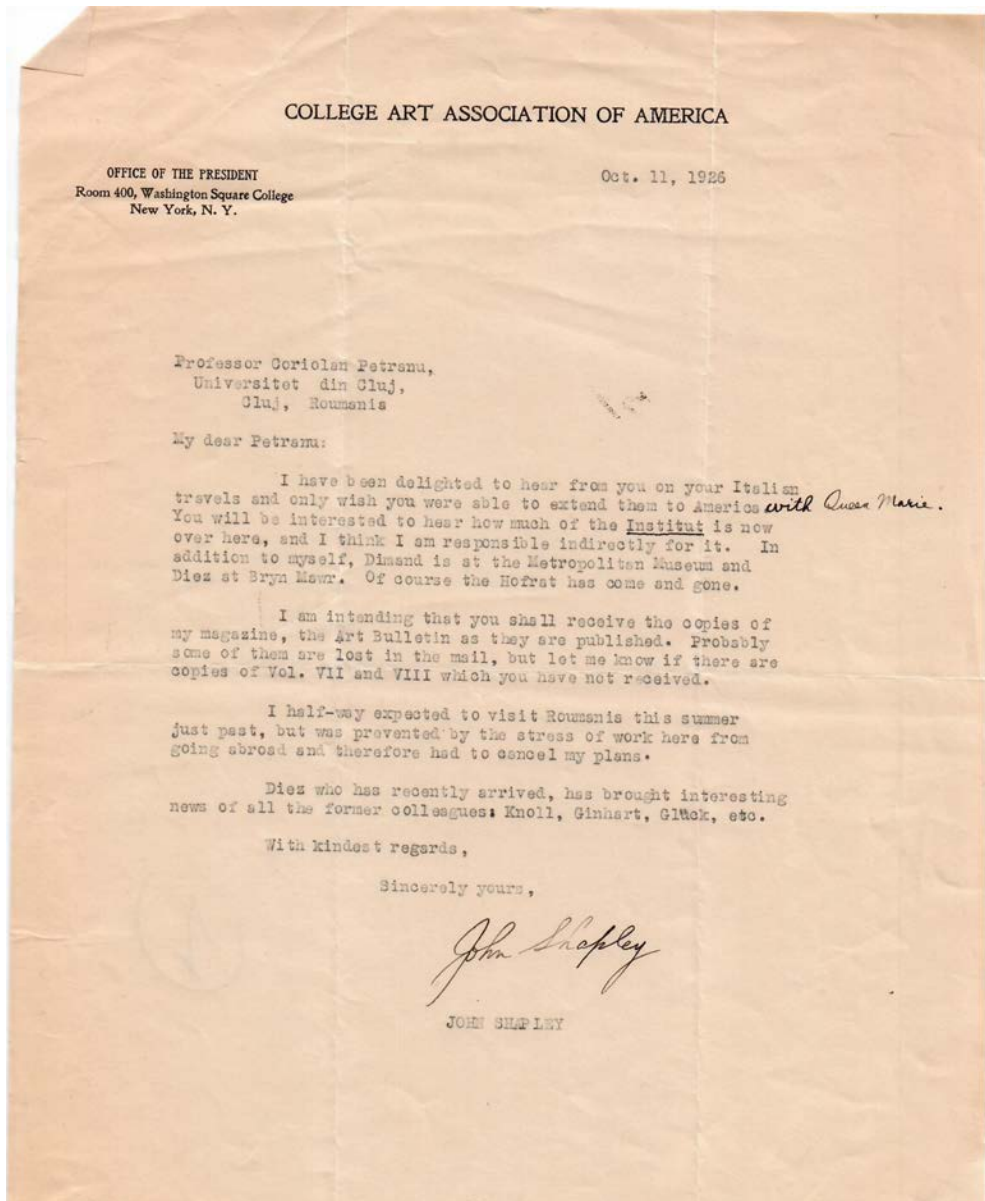 COLLEGE ART ASSOCIATION OF AMERICA
OFFICE OF THE PRESIDENT
Room 400, Washington Square College
New York, N. Y.
Oct. 11, 1926
Professor Coriolan Petranu,
Universitet din Cluj,
Cluj, Roumania
My dear Petranu:
I have been delighted to hear from you on your Italian
travels and only wish you were able to extend them to America with Queen Marie.
You will be interested to hear how much of the Institut is now
over here, and I think I am responsible indirectly for it. In
addition to myself, Dimand is at the Metropolitan Museum and
Diez at Bryn Mawr. Of course the Hofrat has come and gone.
I am intending that you shall receive the copies of
my magazine, the Art Bulletin as they are published. Probably
some of them are lost in the mail, but let me know if there are
copies of Vol. VII and VIII which you have not received.
I half-way expected to visit Roumania this summer
just past, but was prevented by the stress of work here from
going abroad and therefore had to cancel my plans.
Diez who has recently arrived, has brought interesting
news of all the former colleagues: Knoll, Ginhart, Glück, etc.
With kindest regards,
Sincerely yours,
John Shapley
JOHN SHAPLEY